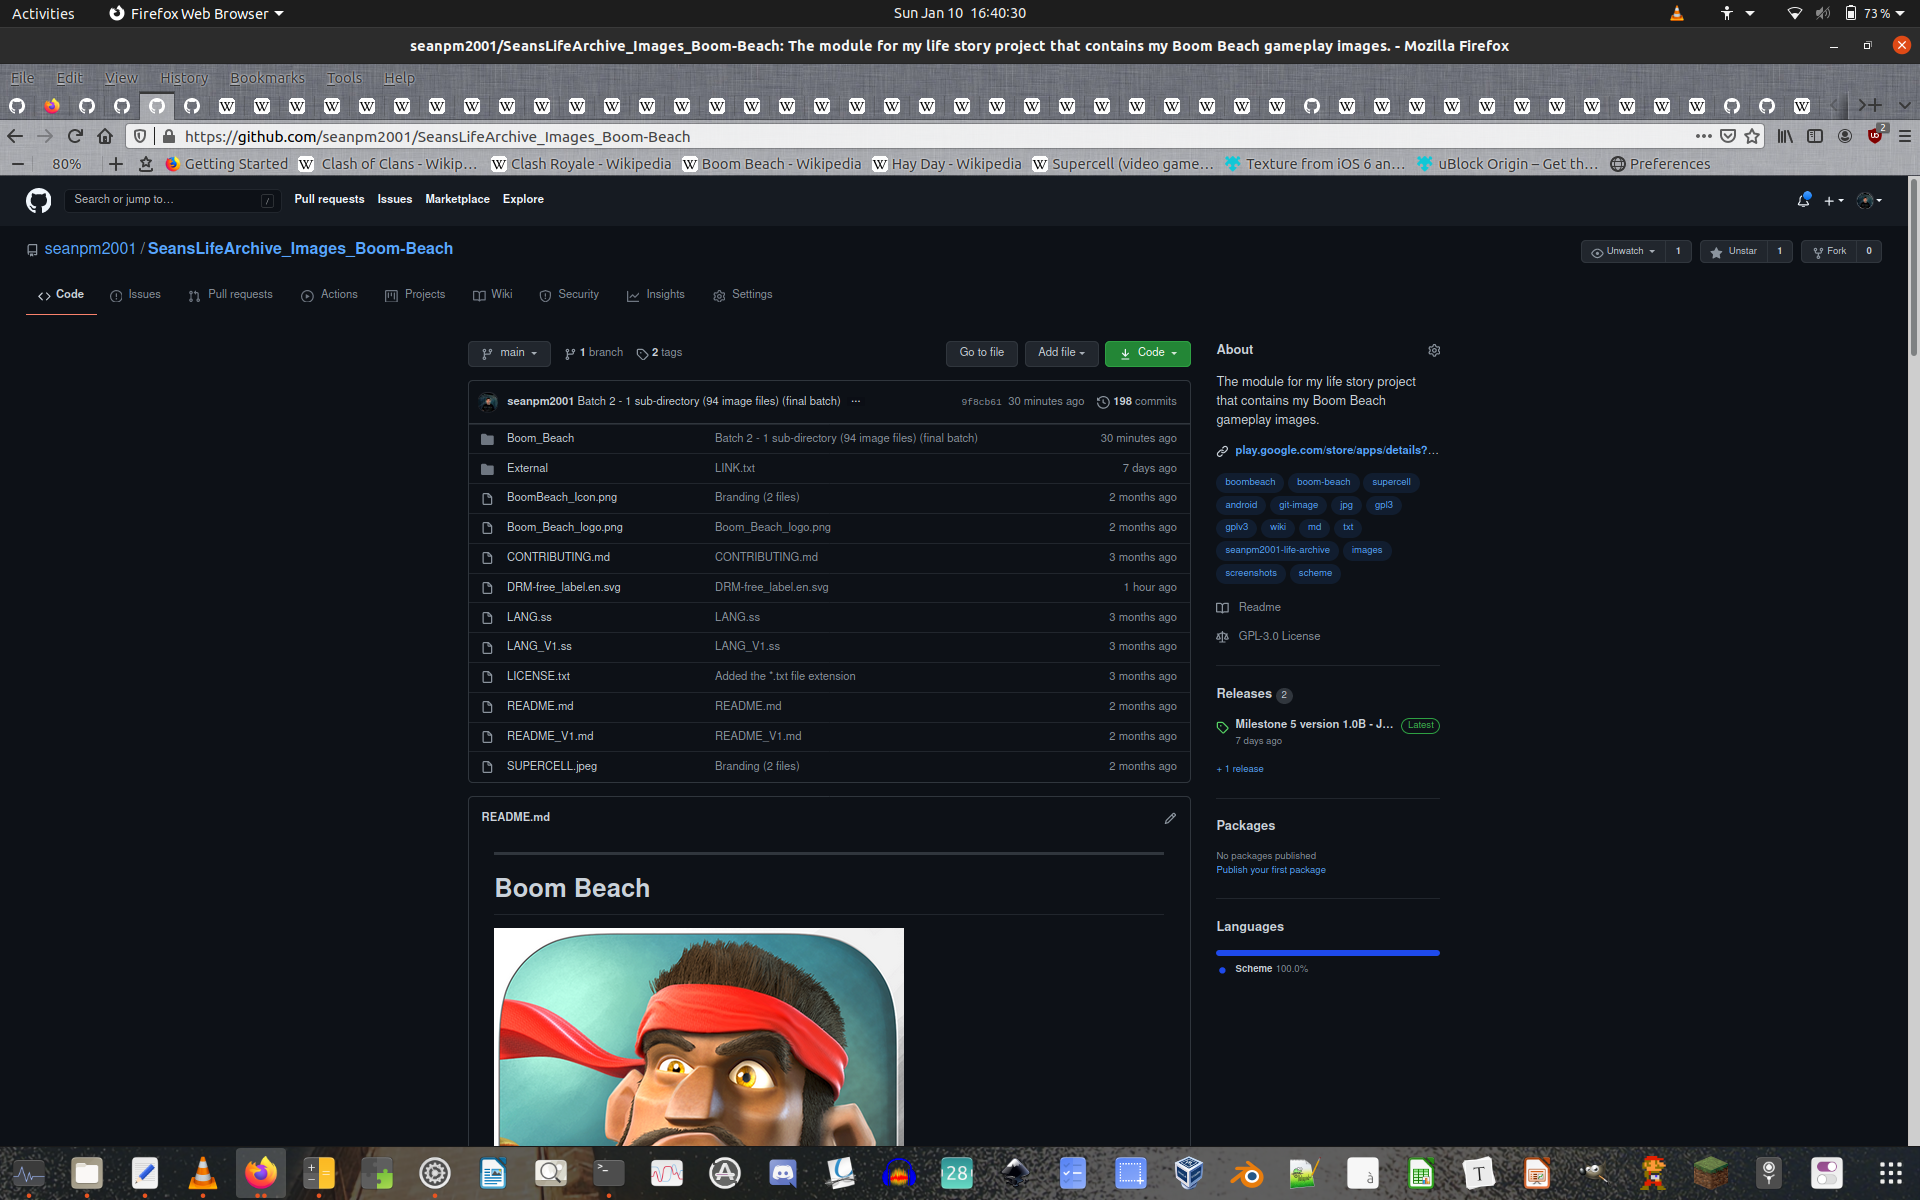 Activities Firefox Web Browser Sun Jan 10 16:40:30 73 %
seanpm2001/SeansLifeArchive_Images_Boom-Beach: The module for my life story project that contains my Boom Beach gameplay images. - Mozilla Firefox
File Edit View History Bookmarks Tools Help
https://github.com/seanpm2001/SeansLifeArchive_Images_Boom-Beach 2
80% Getting Started Clash of Clans - Wikip… Clash Royale - Wikipedia Boom Beach - Wikipedia Hay Day - Wikipedia Supercell (video game… Texture from iOS 6 an… uBlock Origin – Get th… Preferences
Search or jump to… / Pull requests Issues Marketplace Explore
seanpm2001 / SeansLifeArchive_Images_Boom-Beach Unwatch 1 Unstar 1 Fork 0
Code Issues Pull requests Actions Projects Wiki Security Insights Settings
main 1 branch 2 tags Go to file Add file Code
seanpm2001 Batch 2 - 1 sub-directory (94 image files) (final batch) ... 9f8cb61 30 minutes ago 198 commits
Boom_Beach Batch 2 - 1 sub-directory (94 image files) (final batch) 30 minutes ago
External LINK.txt 7 days ago
BoomBeach_Icon.png Branding (2 files) 2 months ago
Boom_Beach_logo.png Boom_Beach_logo.png 2 months ago
CONTRIBUTING.md CONTRIBUTING.md 3 months ago
DRM-free_label.en.svg DRM-free_label.en.svg 1 hour ago
LANG.ss LANG.ss 3 months ago
LANG_V1.ss LANG_V1.ss 3 months ago
LICENSE.txt Added the *.txt file extension 3 months ago
README.md README.md 2 months ago
README_V1.md README_V1.md 2 months ago
SUPERCELL.jpeg Branding (2 files) 2 months ago
README.md
Boom Beach
About
The module for my life story project
that contains my Boom Beach
gameplay images.
play.google.com/store/apps/details?…
boombeach boom-beach supercell
android git-image jpg gpl3
gplv3 wiki md txt
seanpm2001-life-archive images
screenshots scheme
Readme
GPL-3.0 License
Releases 2
Milestone 5 version 1.0B - J… Latest
7 days ago
+ 1 release
Packages
No packages published
Publish your first package
Languages
Scheme 100.0%
28